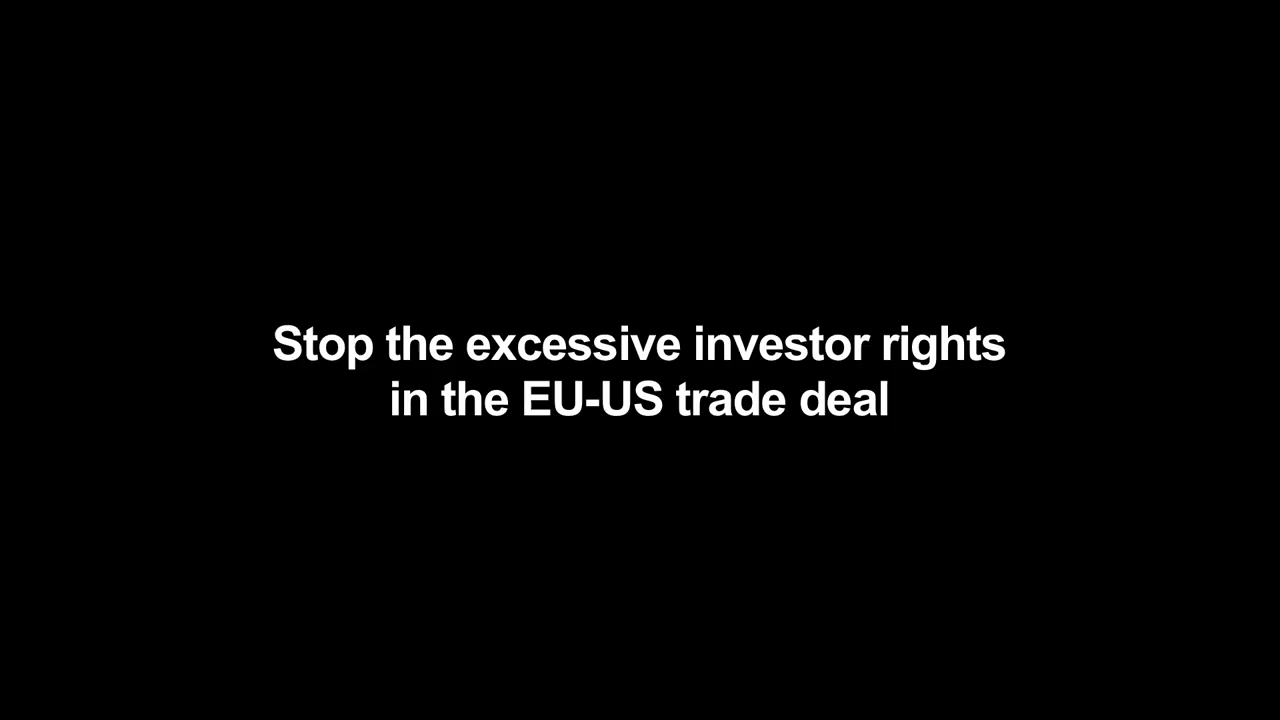 Stop the excessive investor rights
in the EU-US trade deal